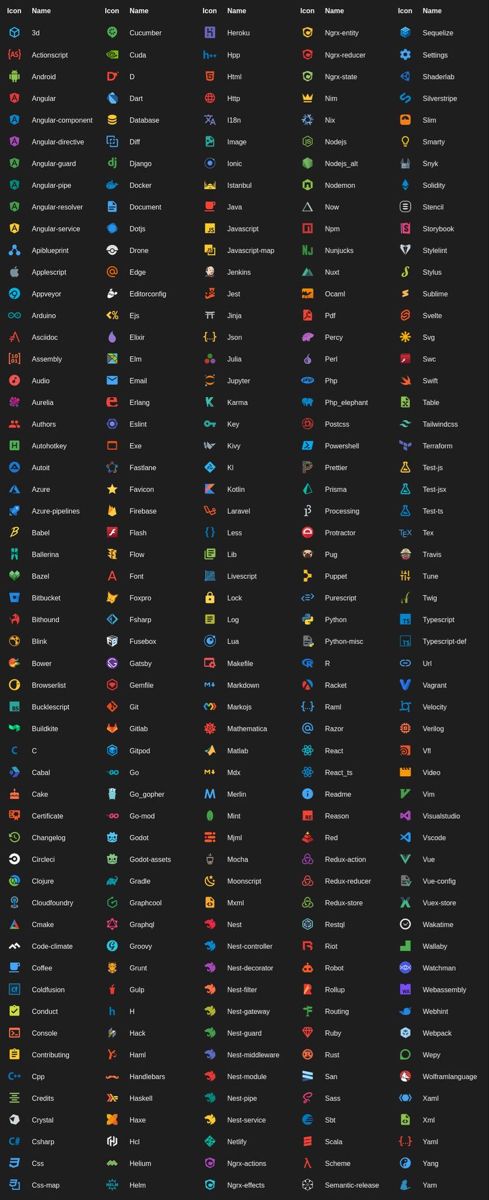 Icon Name Icon Name Icon Name Icon Name Icon Name
3d Cucumber Heroku Ngrx-entity Sequelize
Actionscript Cuda Hpp Ngrx-reducer Settings
Android D Html Ngrx-state Shaderlab
Angular Dart Http Nim Silverstripe
Angular-component Database I18n Nix Slim
Angular-directive Diff Image Nodejs Smarty
Angular-guard Django Ionic Nodejs_alt Snyk
Angular-pipe Docker Istanbul Nodemon Solidity
Angular-resolver Document Java Now Stencil
Angular-service Dotjs Javascript Npm Storybook
Apiblueprint Drone Javascript-map Nunjucks Stylelint
Applescript Edge Jenkins Nuxt Stylus
Appveyor Editorconfig Jest Ocaml Sublime
Arduino Ejs Jinja Pdf Svelte
Asciidoc Elixir Json Percy Svg
Assembly Elm Julia Perl Swc
Audio Email Jupyter Php Swift
Aurelia Erlang Karma Php_elephant Table
Authors Eslint Key Postcss Tailwindcss
Autohotkey Exe Kivy Powershell Terraform
Autoit Fastlane Kl Prettier Test-js
Azure Favicon Kotlin Prisma Test-jsx
Azure-pipelines Firebase Laravel Processing Test-ts
Babel Flash Less Protractor Tex
Ballerina Flow Lib Pug Travis
Bazel Font Livescript Puppet Tune
Bitbucket Foxpro Lock Purescript Twig
Bithound Fsharp Log Python Typescript
Blink Fusebox Lua Python-misc Typescript-def
Bower Gatsby Makefile R Url
Browserlist Gemfile Markdown Racket Vagrant
Bucklescript Git Markojs Raml Velocity
Buildkite Gitlab Mathematica Razor Verilog
C Gitpod Matlab React Vfl
Cabal Go Mdx React_ts Video
Cake Go_gopher Merlin Readme Vim
Certificate Go-mod Mint Reason Visualstudio
Changelog Godot Mjml Red Vscode
Circleci Godot-assets Mocha Redux-action Vue
Clojure Gradle Moonscript Redux-reducer Vue-config
Cloudfoundry Graphcool Mxml Redux-store Vuex-store
Cmake Graphql Nest Restql Wakatime
Code-climate Groovy Nest-controller Riot Wallaby
Coffee Grunt Nest-decorator Robot Watchman
Coldfusion Gulp Nest-filter Rollup Webassembly
Conduct H Nest-gateway Routing Webhint
Console Hack Nest-guard Ruby Webpack
Contributing Haml Nest-middleware Rust Wepy
Cpp Handlebars Nest-module San Wolframlanguage
Credits Haskell Nest-pipe Sass Xaml
Crystal Haxe Nest-service Sbt Xml
Csharp Hcl Netlify Scala Yaml
Css Helium Ngrx-actions Scheme Yang
Css-map Helm Ngrx-effects Semantic-release Yarn